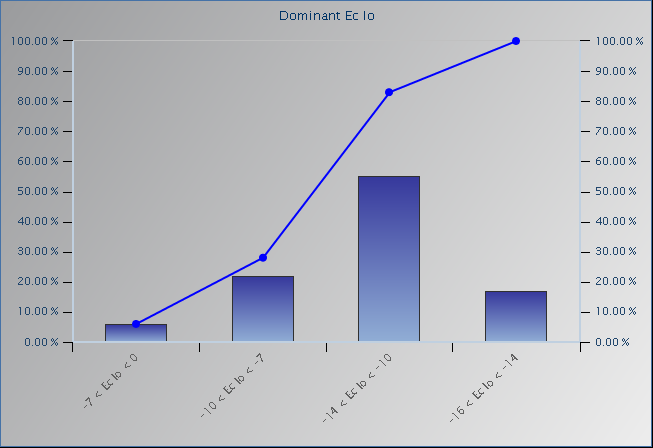 Dominant Ec Io
100.00 % 100.00 %
90.00 % 90.00 %
80.00 % 80.00 %
70.00 % 70.00 %
60.00 % 60.00 %
50.00 % 50.00 %
40.00 % 40.00 %
30.00 % 30.00 %
20.00 % 20.00 %
10.00 % 10.00 %
0.00 % 0.00 %
-7 < Ec Io < 0
-10 < Ec Io < -7
-14 < Ec Io < -10
-16 < Ec Io < -14